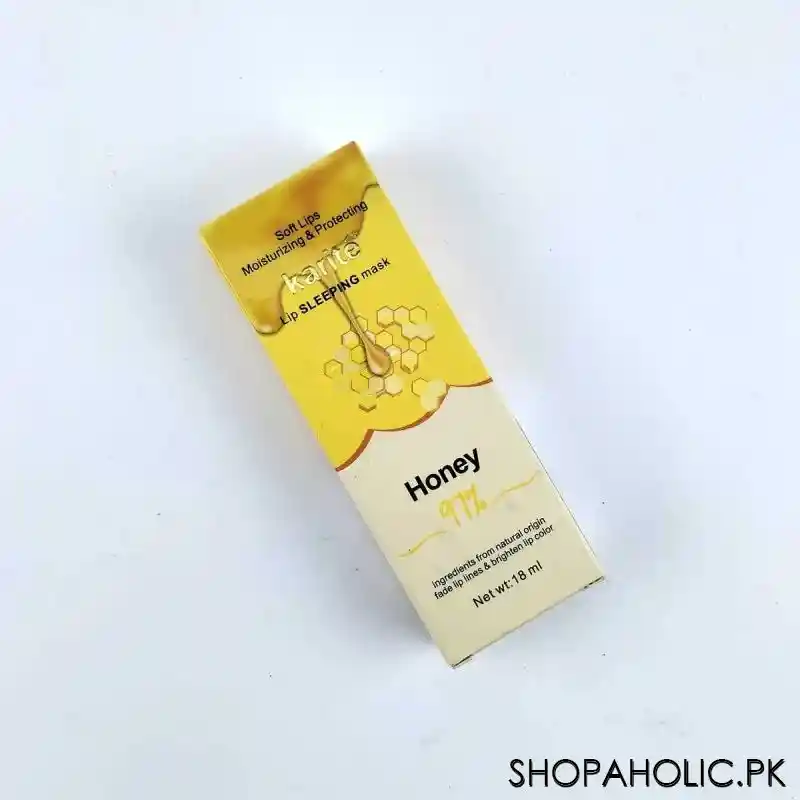 Soft Lips
Moisturizing & Protecting
karite
Lip SLEEPING mask
Honey
97%
ingredients from natural origin
fade lip lines & brighten lip color
Net wt: 18 ml
SHOPAHOLIC.PK